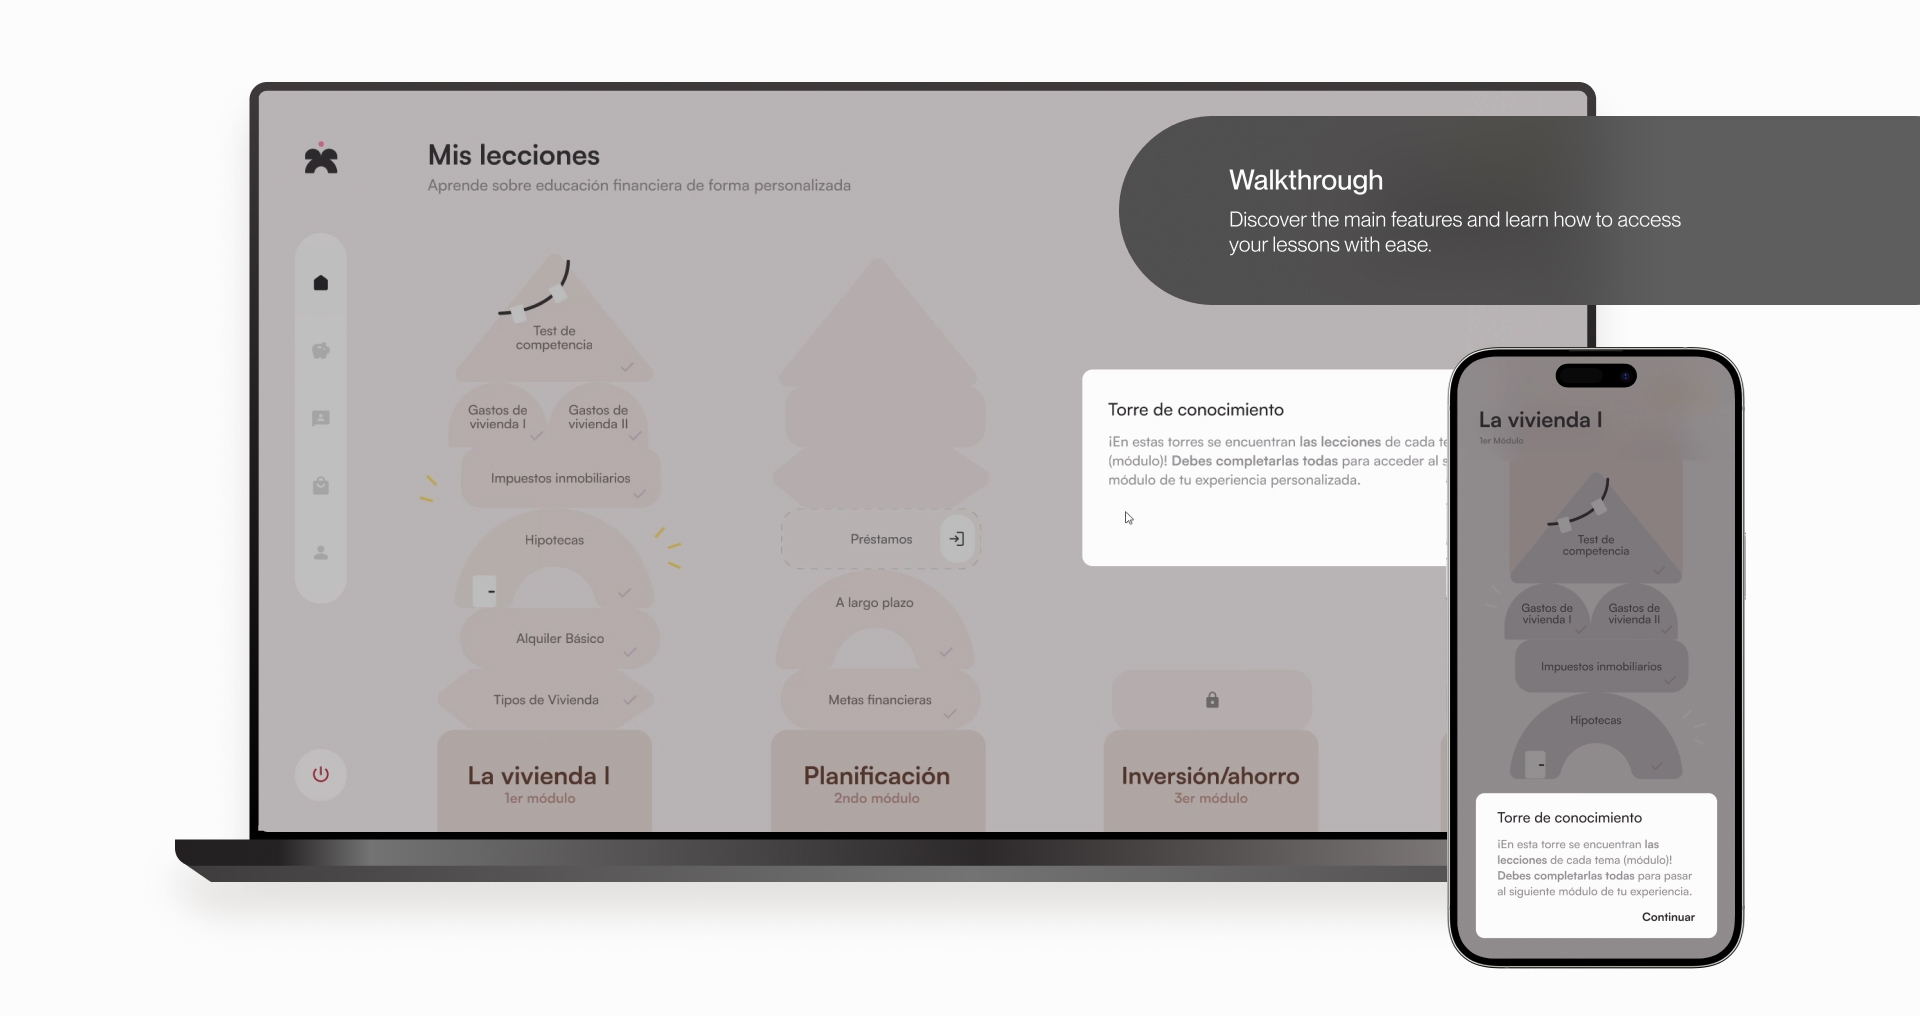 Mis lecciones
Aprende sobre educación financiera de forma personalizada
Walkthrough
Discover the main features and learn how to access
your lessons with ease.
Test de
competencia
Gastos de
vivienda I
Gastos de
vivienda II
Impuestos inmobiliarios
Hipotecas
Alquiler Básico
Tipos de Vivienda
La vivienda I
1er módulo
Préstamos
A largo plazo
Metas financieras
Planificación
2ndo módulo
Torre de conocimiento
¡En estas torres se encuentran las lecciones de cada
(módulo)! Debes completarlas todas para acceder al
módulo de tu experiencia personalizada.
Inversión/ahorro
3er módulo
La vivienda I
1er Módulo
Test de
competencia
Gastos de
vivienda I
Gastos de
vivienda II
Impuestos inmobiliarios
Hipotecas
Torre de conocimiento
¡En esta torre se encuentran las
lecciones de cada tema (módulo)!
Debes completarlas todas para pasar
al siguiente módulo de tu experiencia.
Continuar